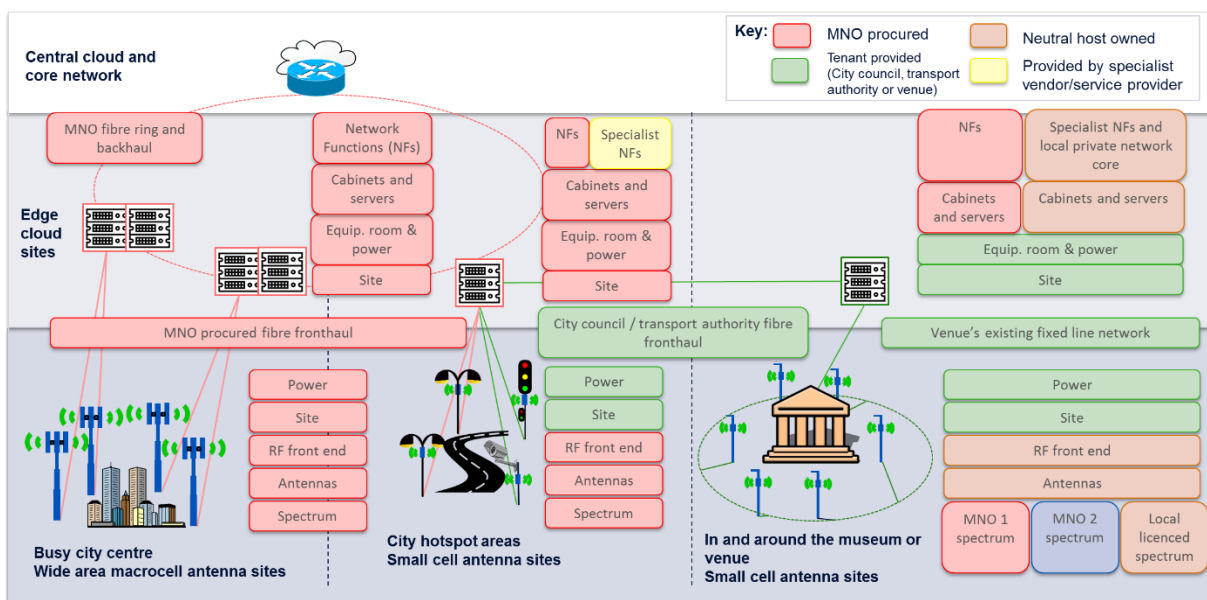 Central cloud and
core network
Key:
MNO procured
Neutral host owned
Tenant provided
(City council, transport
authority or venue)
Provided by specialist
vendor/service provider
MNO fibre ring and
backhaul
Network
Functions (NFs)
NFs
Specialist
NFs
NFs
Specialist NFs and
local private network
core
Cabinets and
servers
Cabinets and
servers
Cabinets
and servers
Cabinets and servers
Edge
cloud
sites
Equip. room &
power
Equip. room &
power
Equip. room & power
Site
Site
Site
MNO procured fibre fronthaul
City council / transport authority fibre
fronthaul
Venue's existing fixed line network
Power
Site
RF front end
Antennas
Spectrum
Busy city centre
Wide area macrocell antenna sites
Power
Site
RF front end
Antennas
Spectrum
City hotspot areas
Small cell antenna sites
Power
Site
RF front end
Antennas
MNO 1
spectrum
MNO 2
spectrum
Local
licenced
spectrum
In and around the museum or
venue
Small cell antenna sites